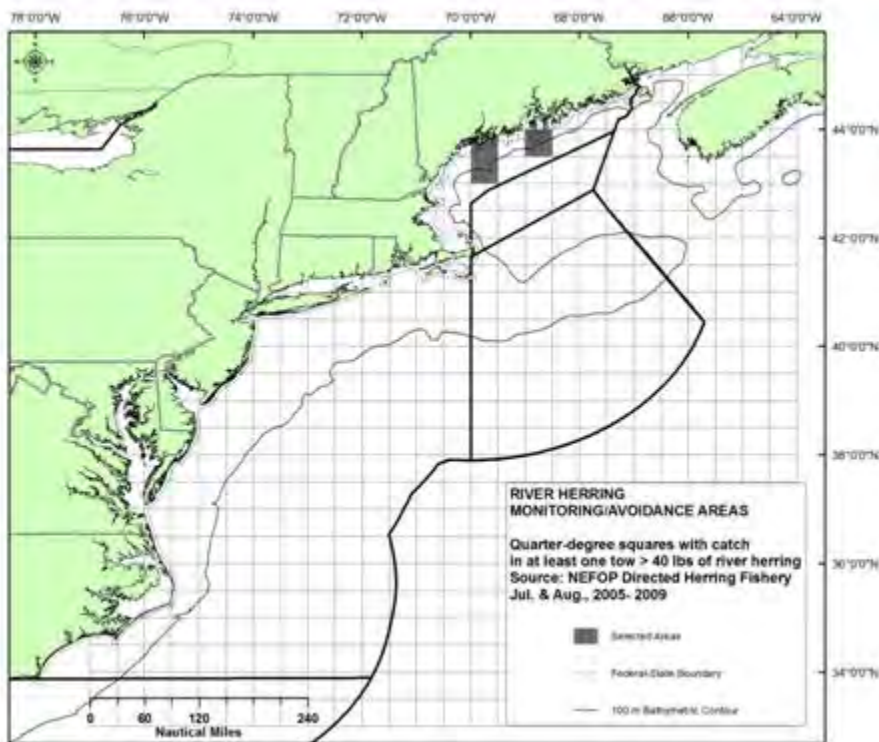 78°0'0"W 76°0'0"W 74°0'0"W 72°0'0"W 70°0'0"W 68°0'0"W 66°0'0"W 64°0'0"W
44°0'0"N
42°0'0"N
40°0'0"N
38°0'0"N
36°0'0"N
34°0'0"N
RIVER HERRING
MONITORING/AVOIDANCE AREAS
Quarter-degree squares with catch
in at least one tow > 40 lbs of river herring
Source: NEFOP Directed Herring Fishery
Jul. & Aug., 2005- 2009
Selected Areas
Federal-State Boundary
100 m Bathymetric Contour
0 60 120 240
Nautical Miles